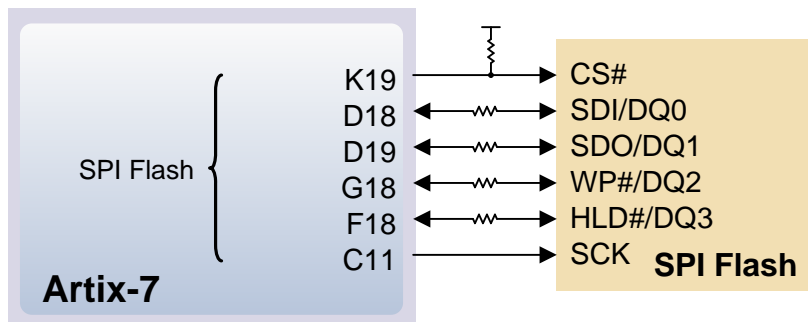 K19 CS#
D18 SDI/DQ0
D19 SDO/DQ1
SPI Flash G18 WP#/DQ2
F18 HLD#/DQ3
C11 SCK
Artix-7 SPI Flash